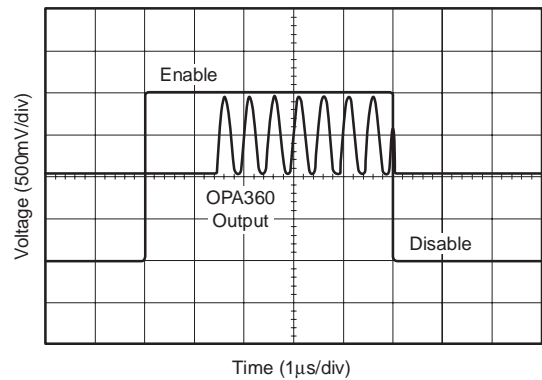 Enable
OPA360
Output
Disable
Voltage (500mV/div)
Time (1µs/div)